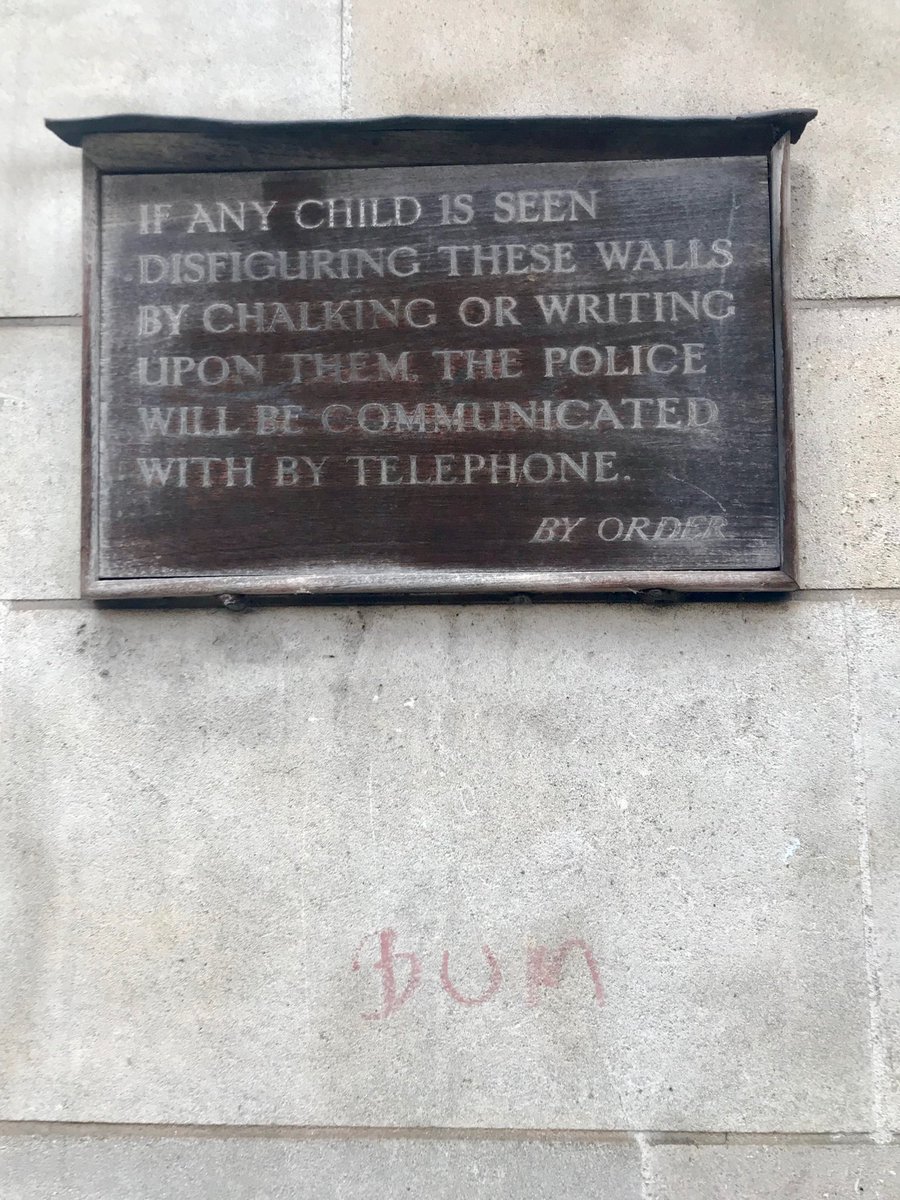 IF ANY CHILD IS SEEN
DISFIGURING THESE WALLS
BY CHALKING OR WRITING
UPON THEM, THE POLICE
WILL BE COMMUNICATED
WITH BY TELEPHONE.
BY ORDER
BUM